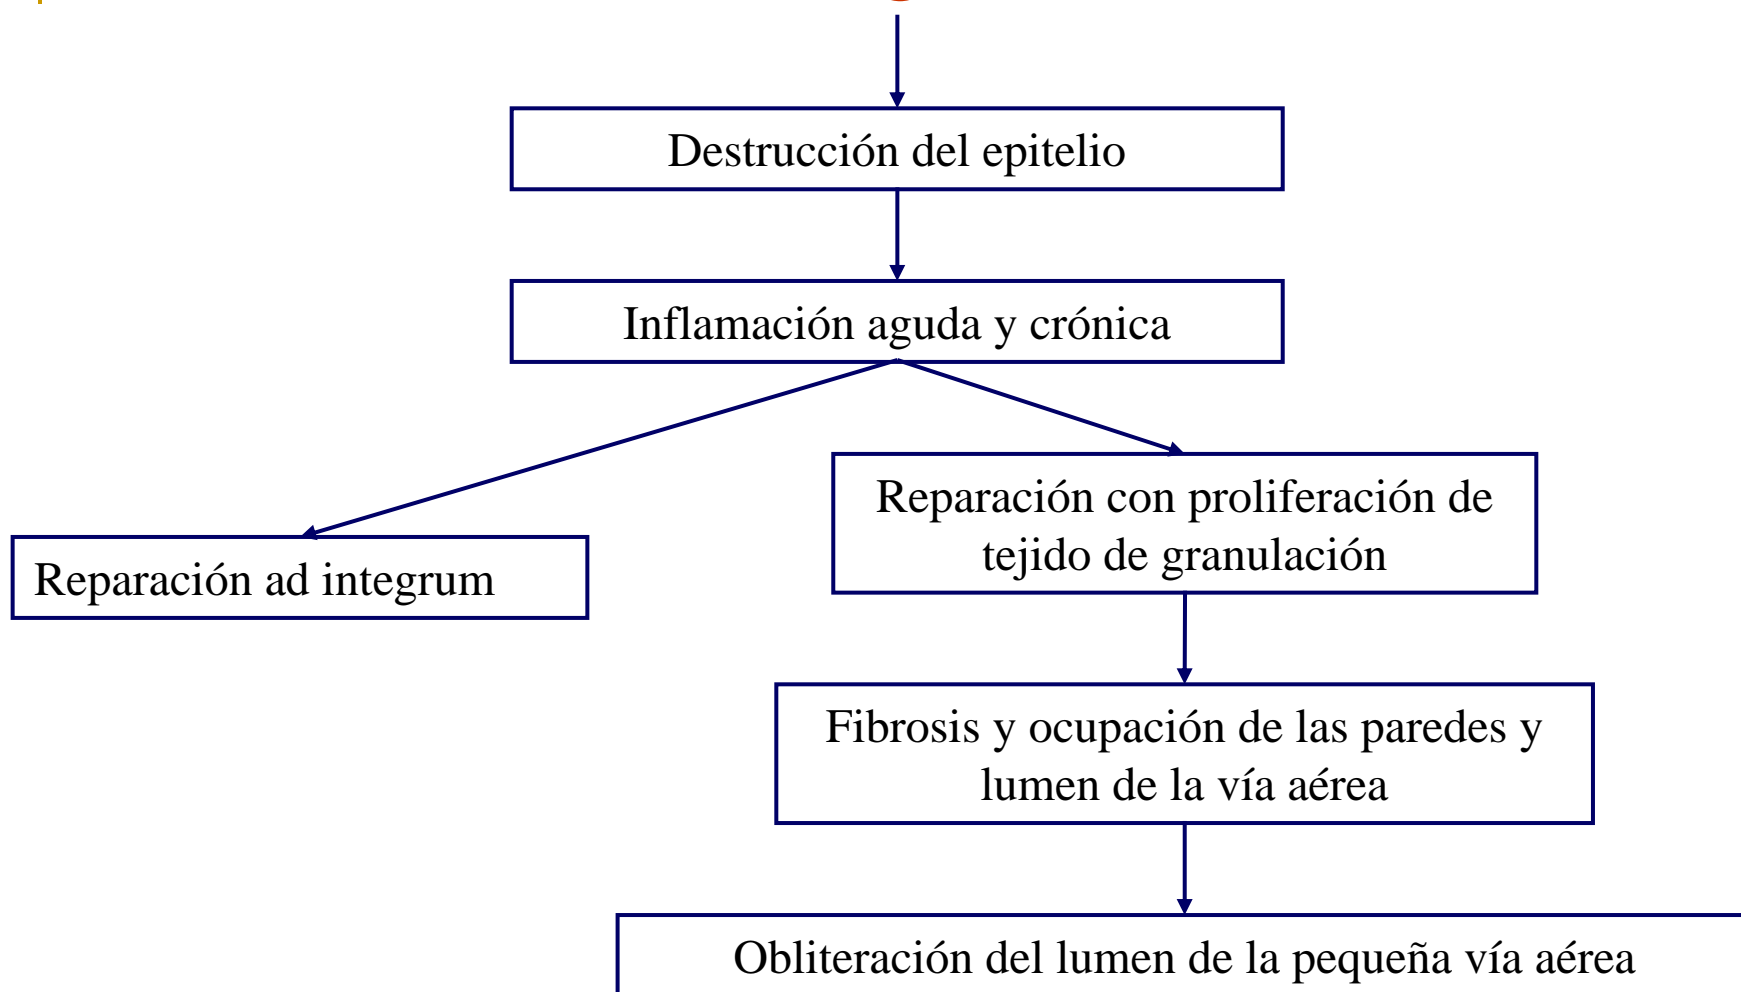 Destrucción del epitelio
Inflamación aguda y crónica
Reparación con proliferación de
tejido de granulación
Reparación ad integrum
Fibrosis y ocupación de las paredes y
lumen de la vía aérea
Obliteración del lumen de la pequeña vía aérea